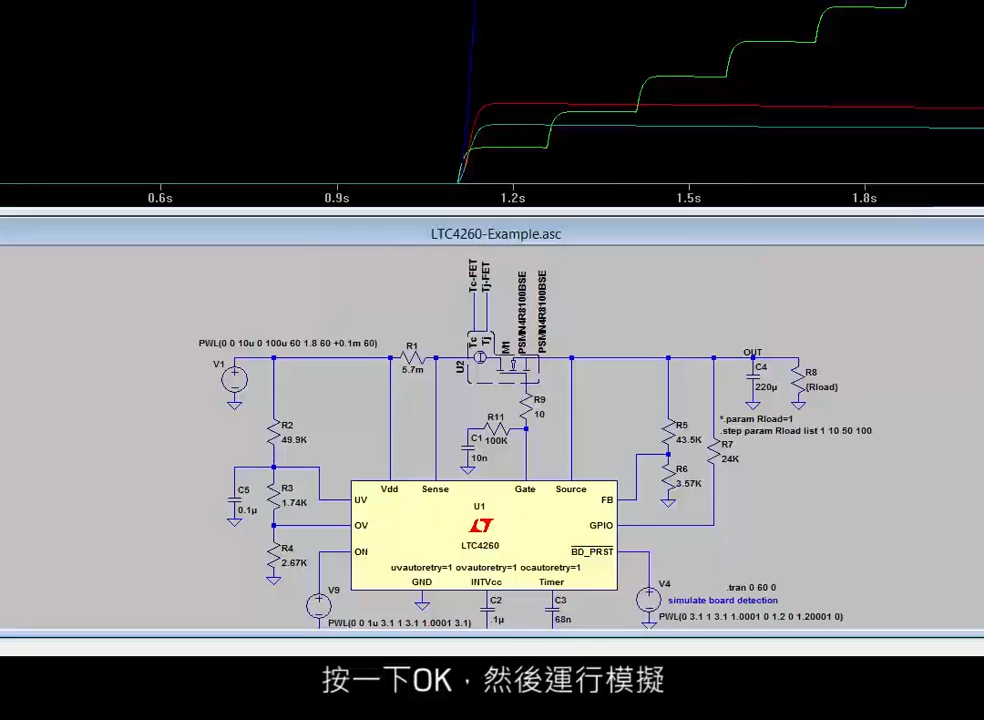 0.6s 0.9s 1.2s 1.5s 1.8s
LTC4260-Example.asc
Tc-FET
Tj-FET
PWL(0 0 10u 0 100u 60 1.8 60 +0.1m 60)
V1
R1
5.7m
U2
Tc
Tj
M1
PSMN4R8100BSE
PSMN4R8100BSE
OUT
C4
220µ
R8
{Rload}
*.param Rload=1
.step param Rload list 1 10 50 100
R2
49.9K
R9
10
R11
100K
C1
10n
R5
43.5K
R7
24K
R6
3.57K
C5
0.1µ
R3
1.74K
R4
2.67K
Vdd Sense Gate Source
UV
OV
ON
FB
GPIO
BD_PRST
U1
LTC4260
uvautoretry=1 ovautoretry=1 ocautoretry=1
GND INTVcc Timer
V9
PWL(0 0 1u 3.1 1 3.1 1.0001 3.1)
C2
.1µ
C3
68n
V4
.tran 0 60 0
simulate board detection
PWL(0 3.1 1 3.1 1.0001 0 1.2 0 1.20001 0)
按一下OK，然後運行模擬